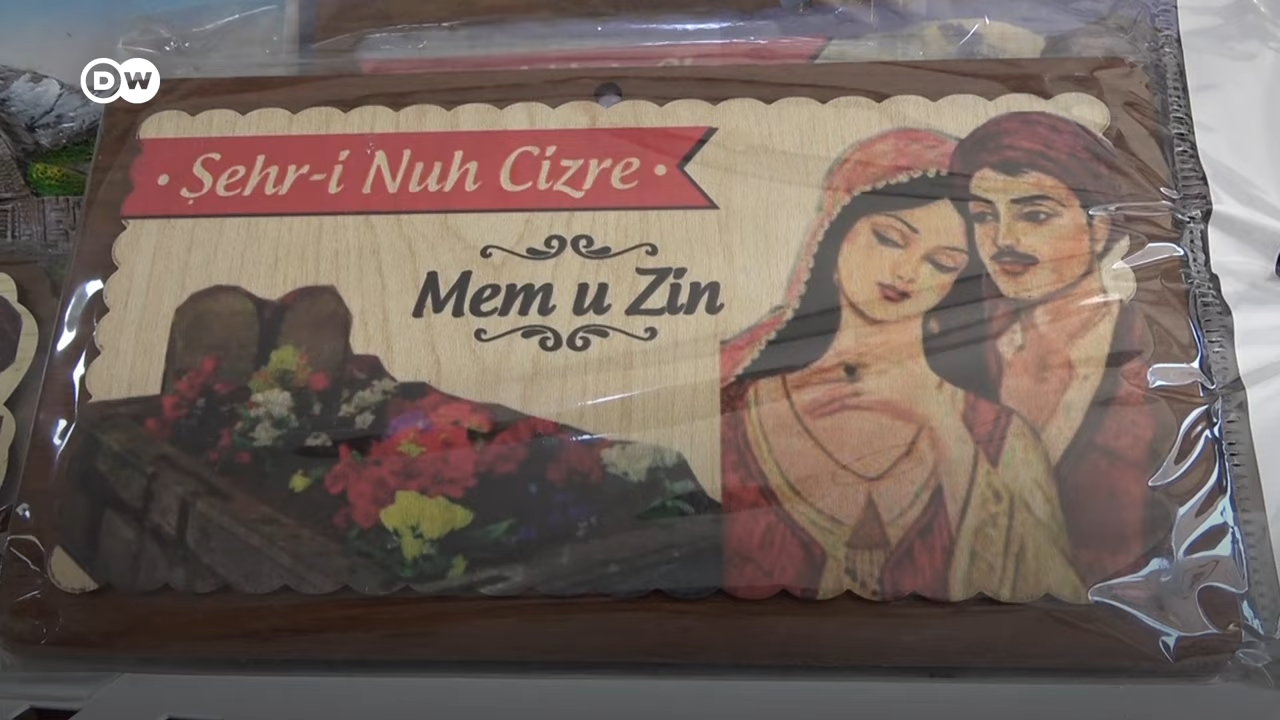 DW
• Şehr-i Nuh Cizre •
Mem u Zin